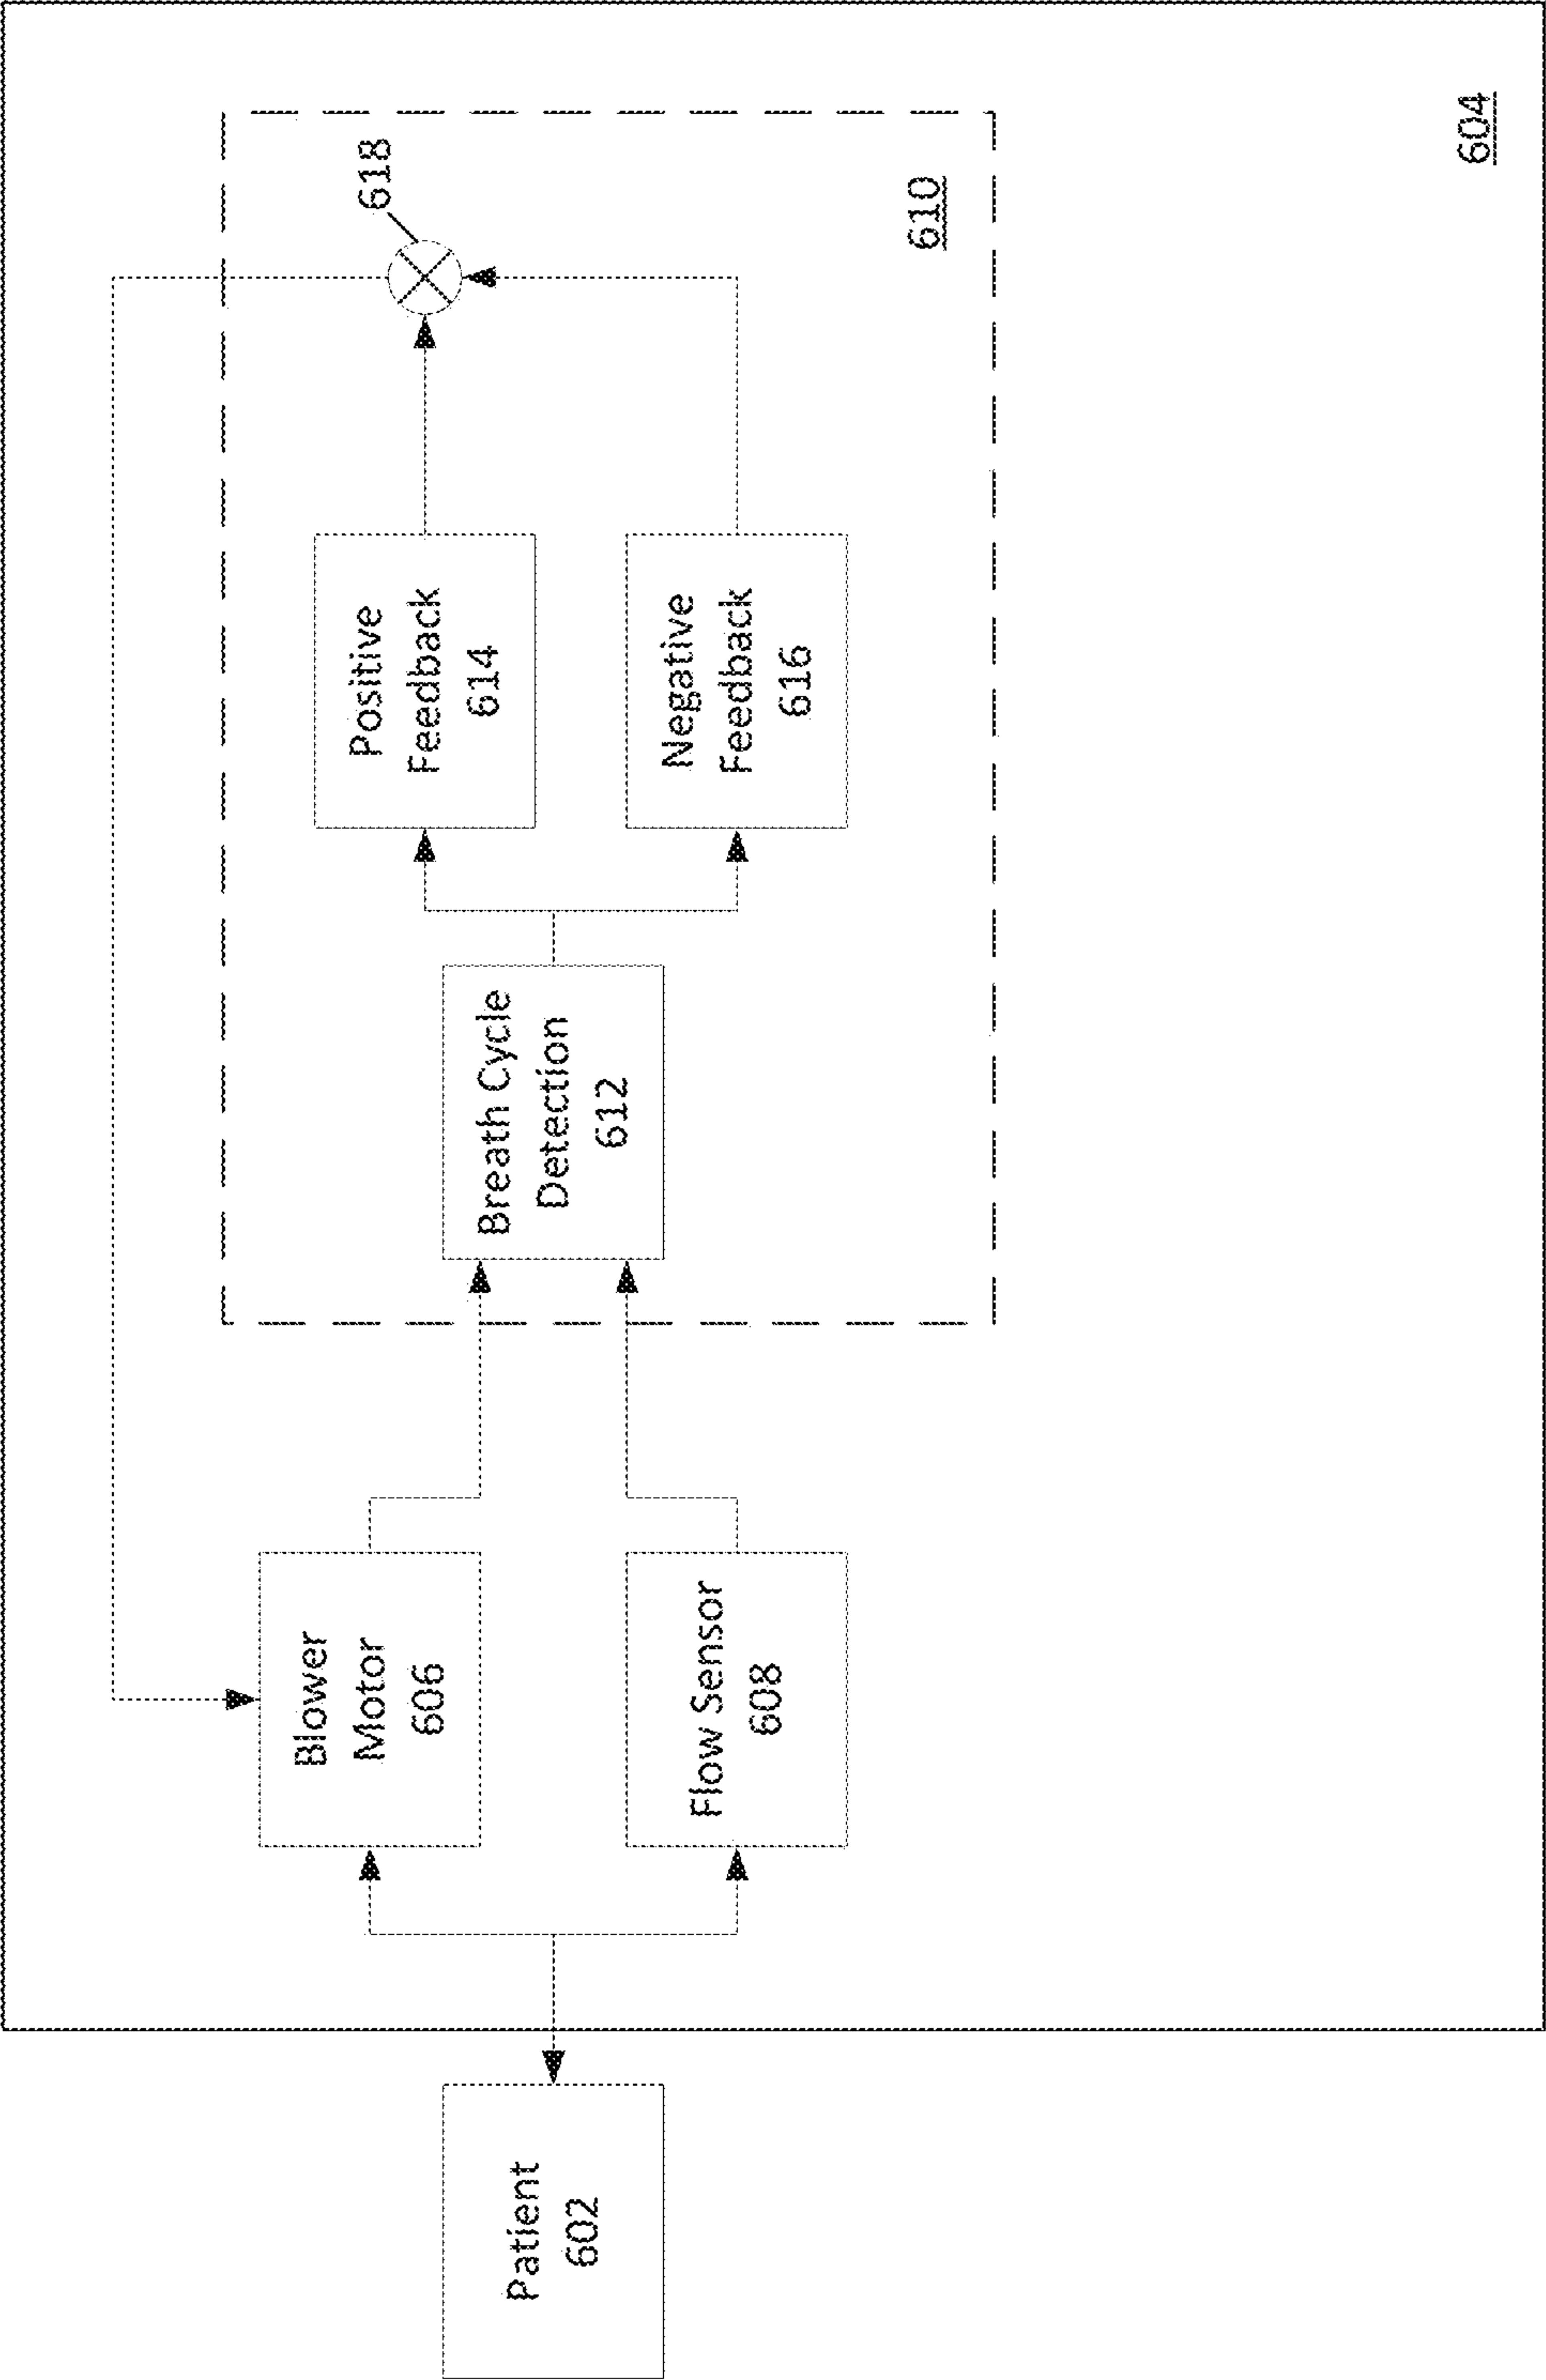 Patient
602
Blower
Motor
606
Flow Sensor
608
Breath Cycle
Detection
612
Positive
Feedback
614
Negative
Feedback
616
618
610
604